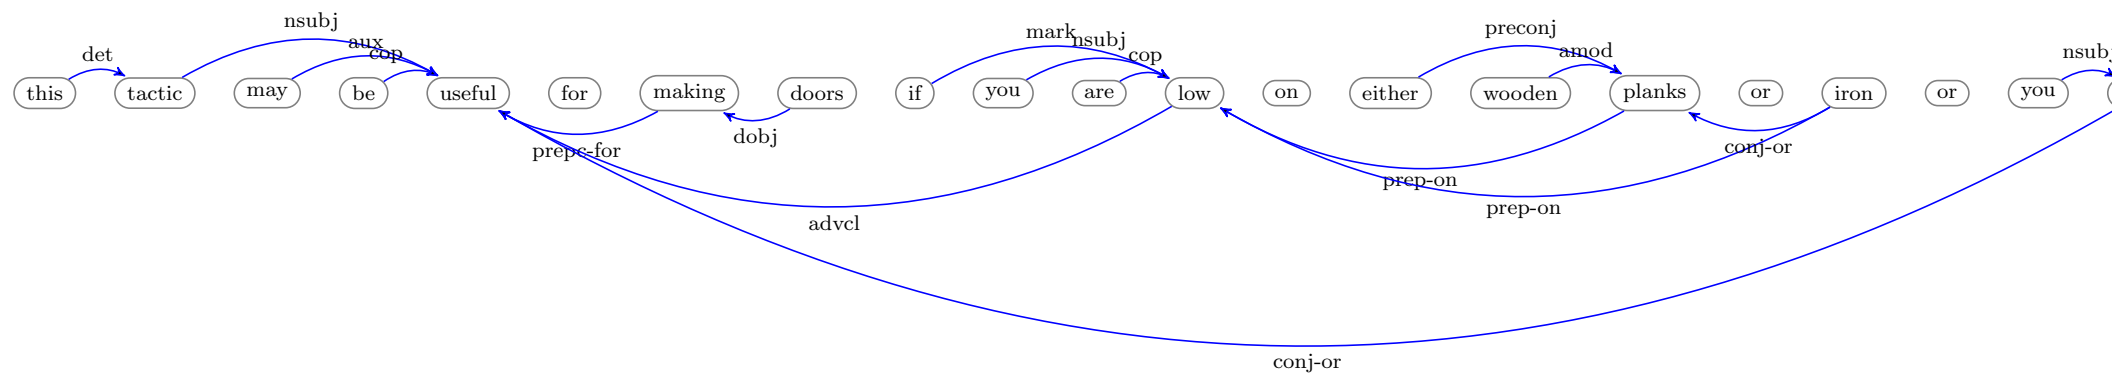 nsubj
preconj
mark
nsubj
aux
amod
nsubj
det
cop
cop
this tactic may be useful for making doors if you are low on either wooden planks or iron or you
dobj
conj-or
prepc-for
prep-on
prep-on
advcl
conj-or